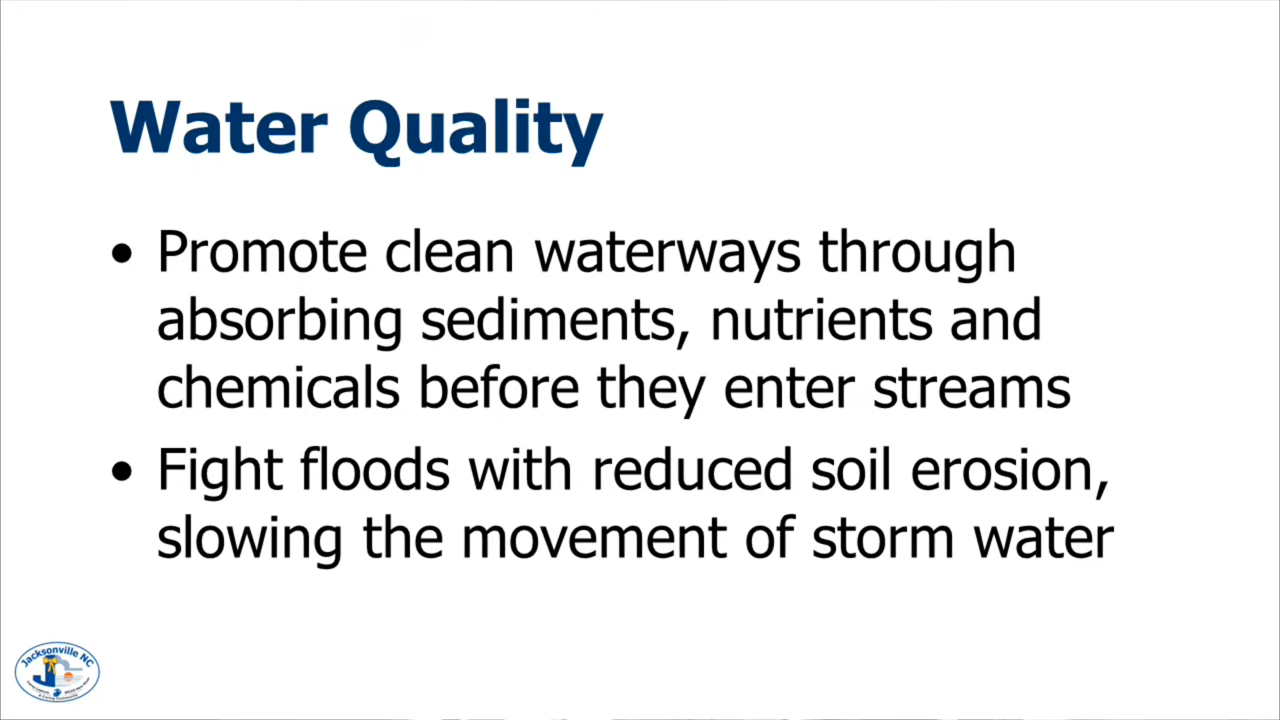 Water Quality
• Promote clean waterways through
absorbing sediments, nutrients and
chemicals before they enter streams
• Fight floods with reduced soil erosion,
slowing the movement of storm water
Jacksonville NC